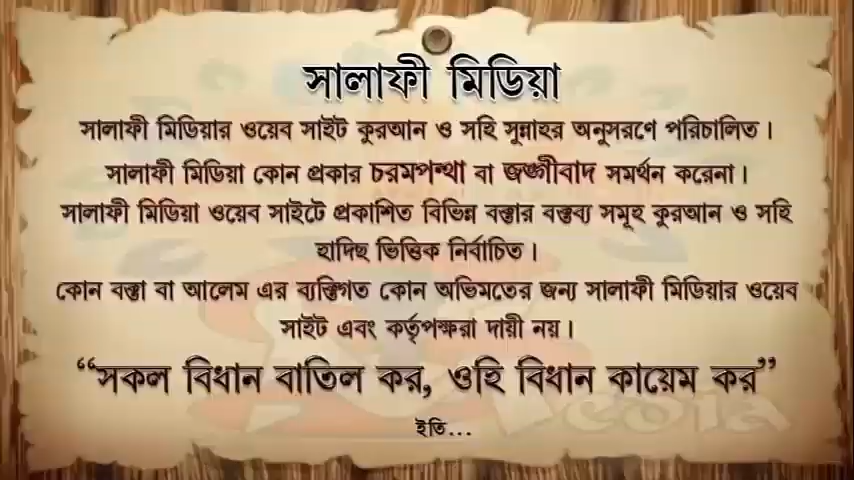 সালাফী মিডিয়া
সালাফী মিডিয়ার ওয়েব সাইট কুরআন ও সহি সুন্নাহর অনুসরণে পরিচালিত।
সালাফী মিডিয়া কোন প্রকার চরমপন্থা বা জঙ্গীবাদ সমর্থন করেনা।
সালাফী মিডিয়া ওয়েব সাইটে প্রকাশিত বিভিন্ন বক্তার বক্তব্য সমূহ কুরআন ও সহি
হাদিছ ভিত্তিক নির্বাচিত।
কোন বক্তা বা আলেম এর ব্যক্তিগত কোন অভিমতের জন্য সালাফী মিডিয়ার ওয়েব
সাইট এবং কর্তৃপক্ষরা দায়ী নয়।
“সকল বিধান বাতিল কর, ওহি বিধান কায়েম কর”
ইতি...